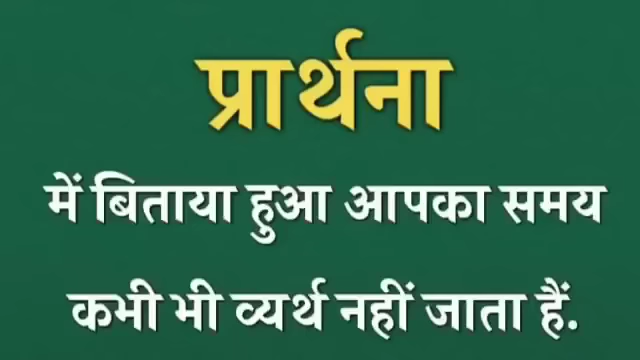 प्रार्थना
में बिताया हुआ आपका समय
कभी भी व्यर्थ नहीं जाता हैं.